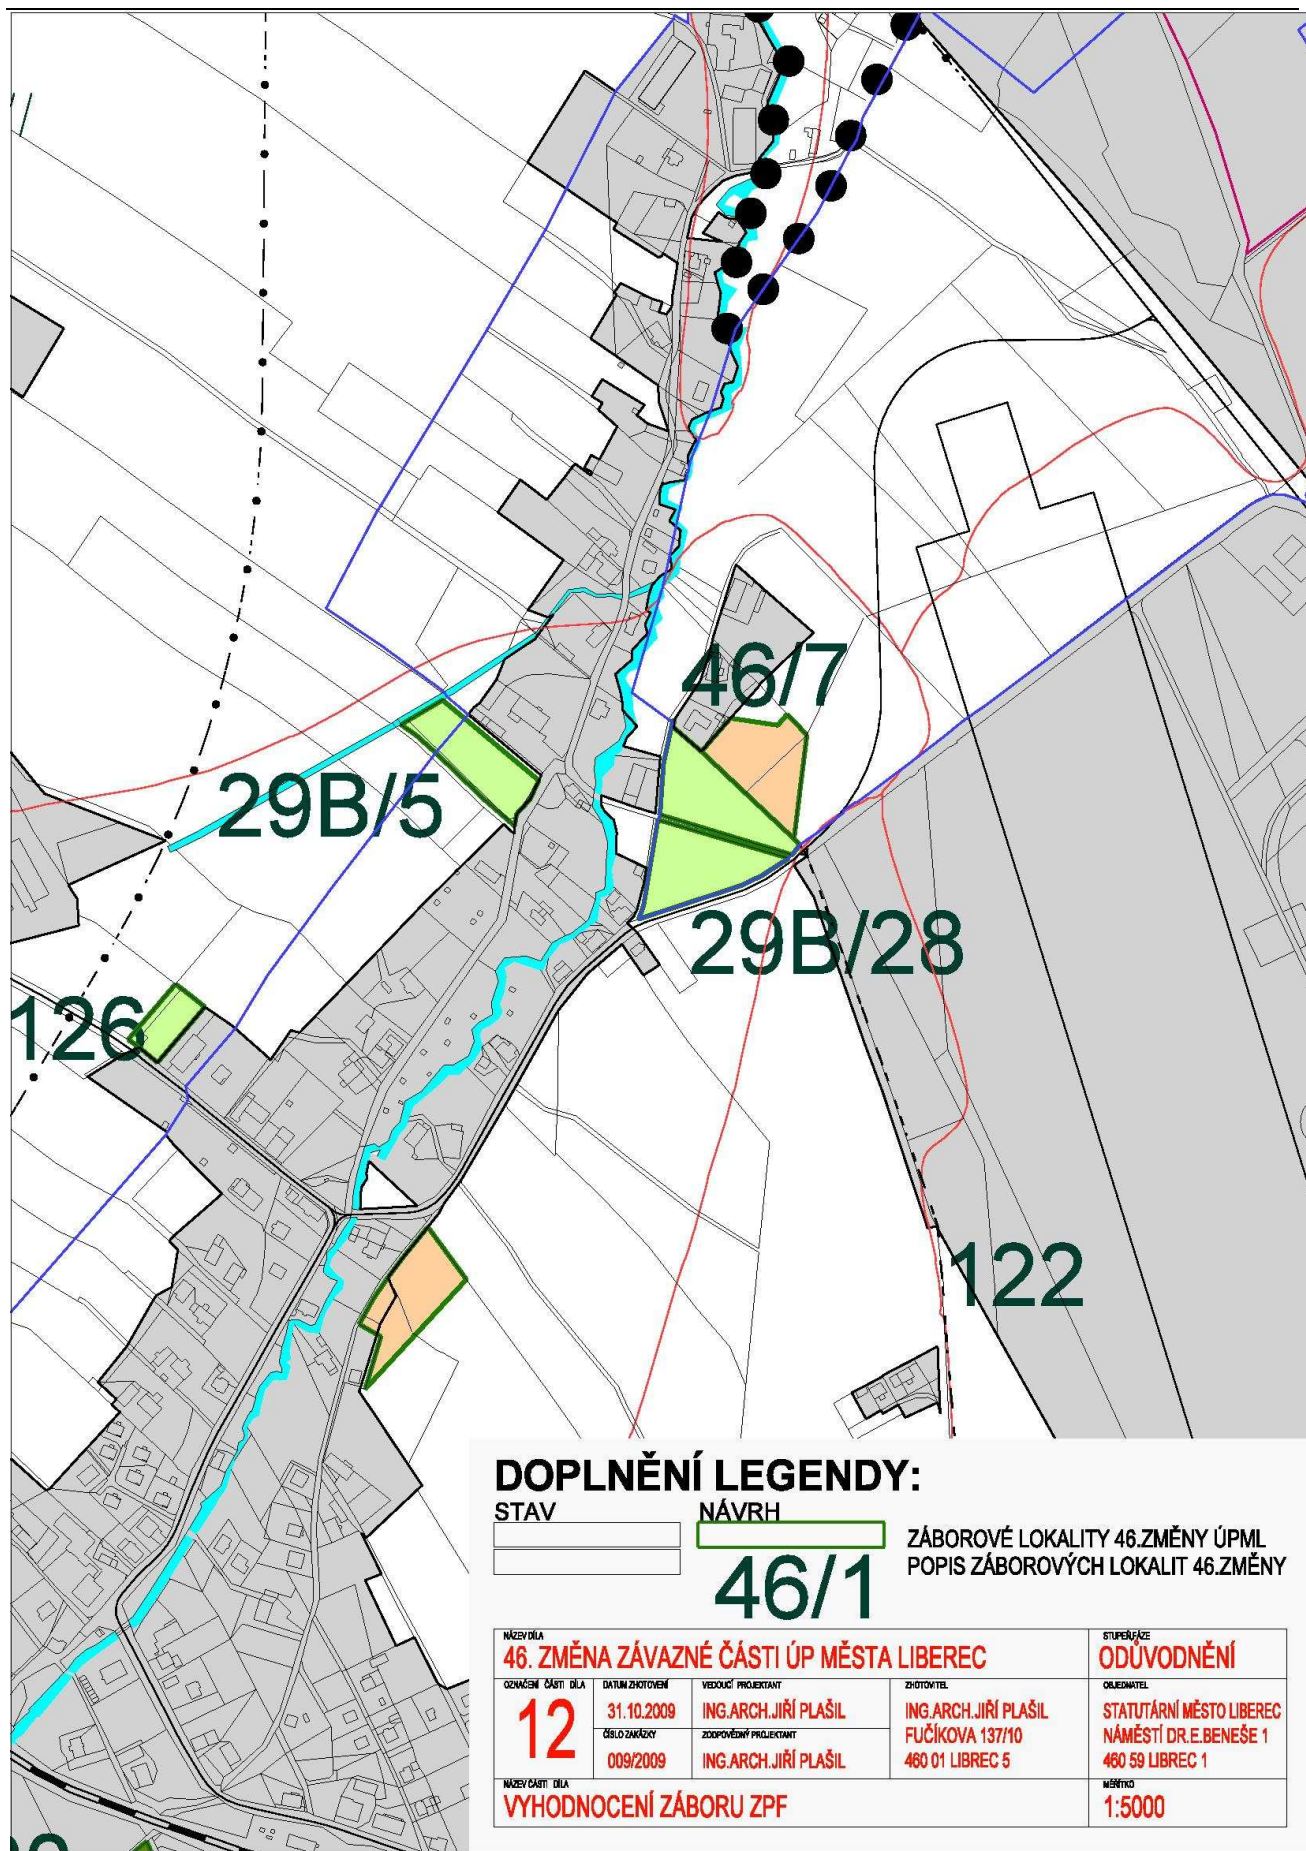 46/7
29B/5
29B/28
126
122
DOPLNĚNÍ LEGENDY:
STAV
NÁVRH
ZÁBOROVÉ LOKALITY 46.ZMĚNY ÚPML
46/1
POPIS ZÁBOROVÝCH LOKALIT 46.ZMĚNY
NÁZEV DÍLA
46. ZMĚNA ZÁVAZNÉ ČÁSTI ÚP MĚSTA LIBEREC
STUPEŇ/FÁZE
ODŮVODNĚNÍ
OZNAČENÍ ČÁSTI DÍLA
12
DATUM ZHOTOVENÍ
31.10.2009
ČÍSLO ZAKÁZKY
009/2009
VEDOUCÍ PROJEKTANT
ING.ARCH.JIŘÍ PLAŠIL
ZODPOVĚDNÝ PROJEKTANT
ING.ARCH.JIŘÍ PLAŠIL
ZHOTOVITEL
ING.ARCH.JIŘÍ PLAŠIL
FUČÍKOVA 137/10
460 01 LIBREC 5
OBJEDNATEL
STATUTÁRNÍ MĚSTO LIBEREC
NÁMĚSTÍ DR.E.BENEŠE 1
460 59 LIBREC 1
NÁZEV ČÁSTI DÍLA
VYHODNOCENÍ ZÁBORU ZPF
MĚŘÍTKO
1:5000